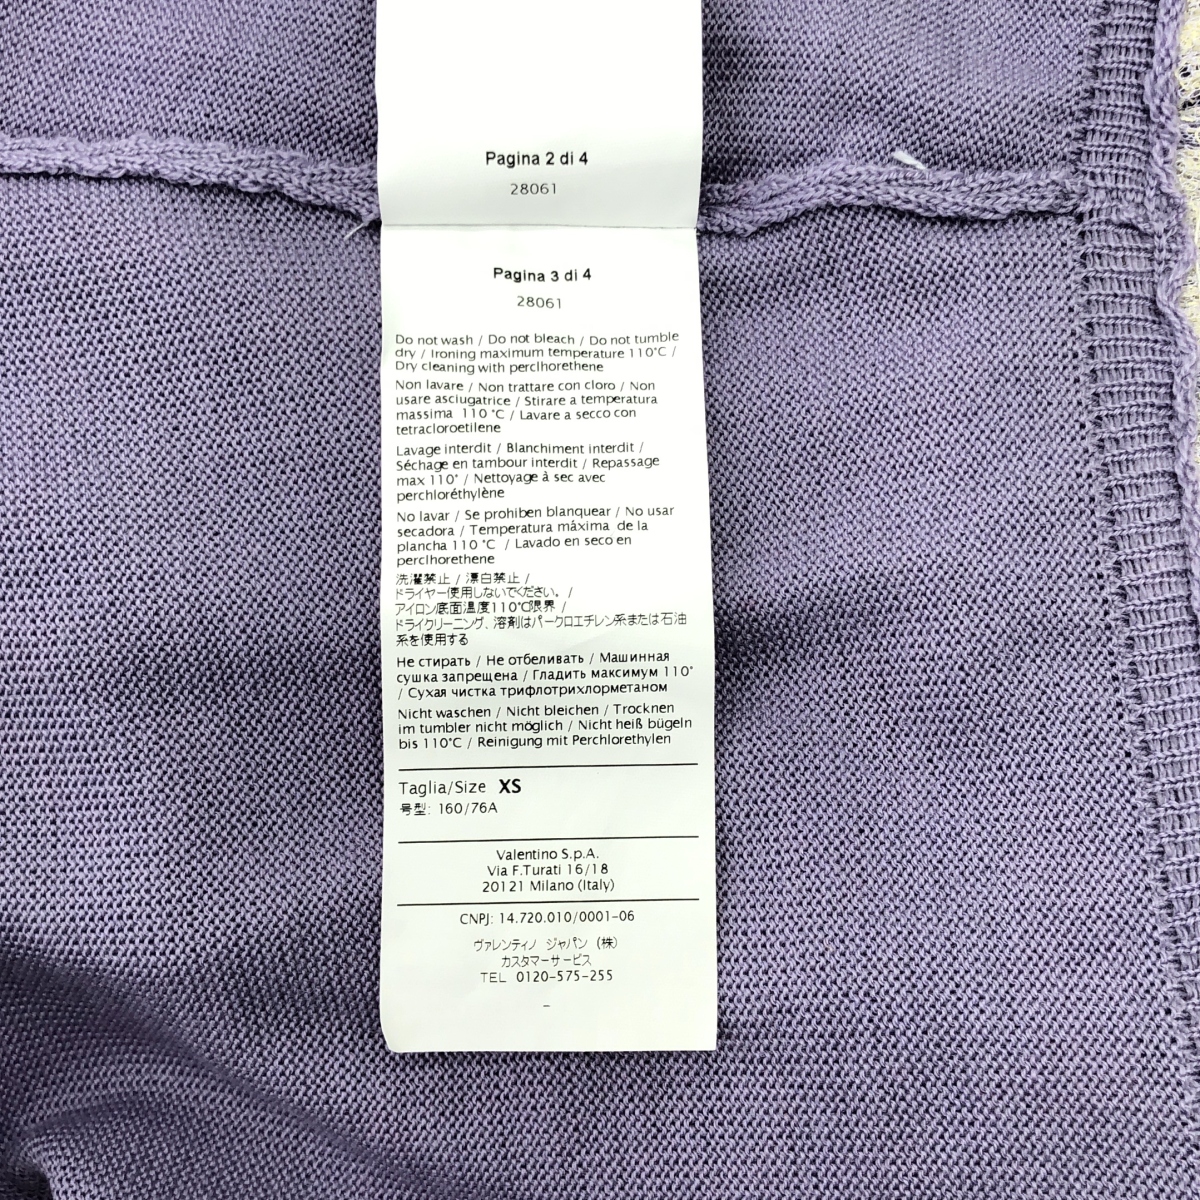 Pagina 2 di 4
28061
Pagina 3 di 4
28061
Do not wash / Do not bleach / Do not tumble
dry / Ironing maximum temperature 110°C /
Dry cleaning with perclhorethene
Non lavare / Non trattare con cloro / Non
usare asciugatrice / Stirare a temperatura
massima 110 °C / Lavare a secco con
tetracloroetilene
Lavage interdit / Blanchiment interdit /
Séchage en tambour interdit / Repassage
max 110° / Nettoyage à sec avec
perchloréthylène
No lavar / Se prohiben blanquear / No usar
secadora / Temperatura máxima de la
plancha 110 °C / Lavado en seco en
perclhorethene
洗濯禁止 / 漂白禁止 /
ドライヤー使用しないでください。 /
アイロン底面温度110℃限界 /
ドライクリーニング、溶剤はパークロエチレン系または石油
系を使用する
Не стирать / Не отбеливать / Машинная
сушка запрещена / Гладить максимум 110°
/ Сухая чистка трифлотрихлорметаном
Nicht waschen / Nicht bleichen / Trocknen
im tumbler nicht möglich / Nicht heiß bügeln
bis 110°C / Reinigung mit Perchlorethylen
Taglia/Size XS
号型: 160/76A
Valentino S.p.A.
Via F.Turati 16/18
20121 Milano (Italy)
CNPJ: 14.720.010/0001-06
ヴァレンティノ ジャパン (株)
カスタマーサービス
TEL 0120-575-255
-